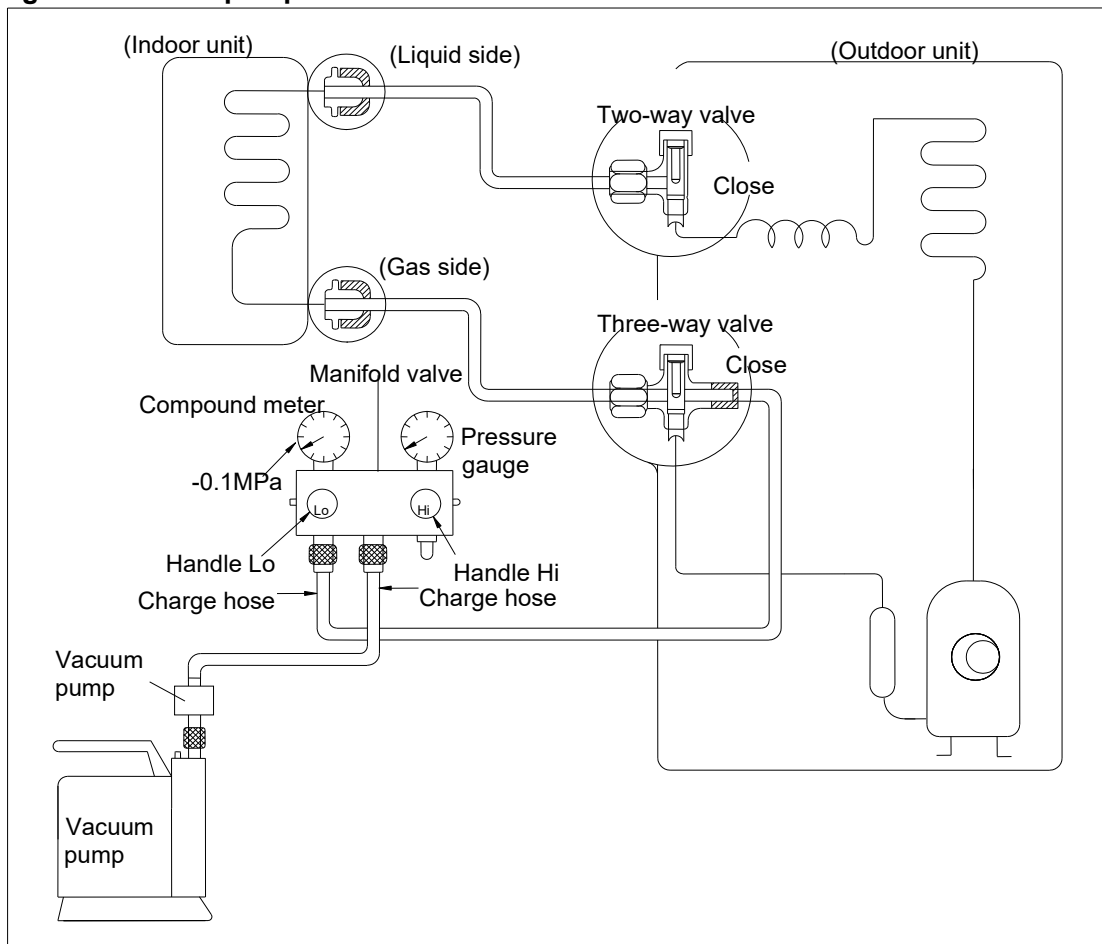 (Indoor unit)
(Liquid side)
(Outdoor unit)
Two-way valve
Close
(Gas side)
Three-way valve
Close
Manifold valve
Compound meter
Pressure
gauge
-0.1MPa
Lo
Hi
Handle Lo
Handle Hi
Charge hose
Charge hose
Vacuum
pump
Vacuum
pump